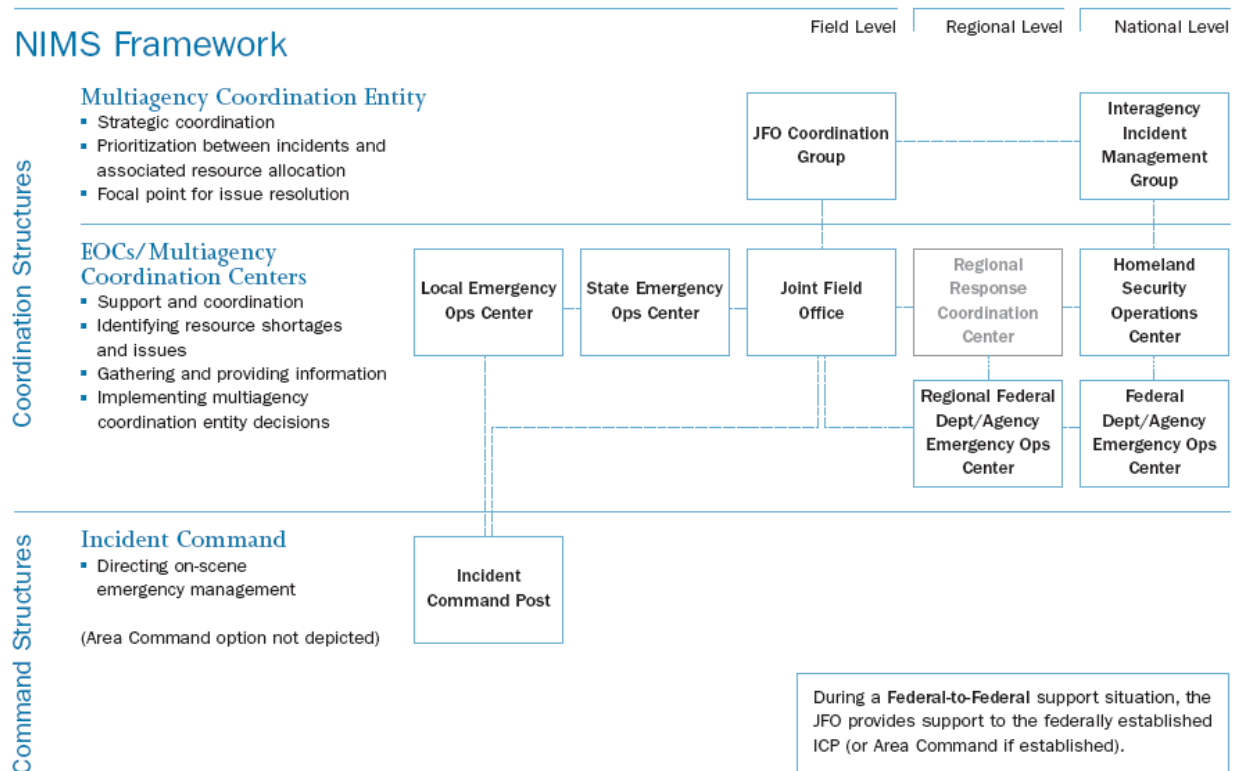 Field Level
Regional Level
National Level
NIMS Framework
Coordination Structures
Multiagency Coordination Entity
▪ Strategic coordination
▪ Prioritization between incidents and
associated resource allocation
▪ Focal point for issue resolution
JFO Coordination
Group
Interagency
Incident
Management
Group
EOCs/Multiagency
Coordination Centers
▪ Support and coordination
▪ Identifying resource shortages
and issues
▪ Gathering and providing information
▪ Implementing multiagency
coordination entity decisions
Local Emergency
Ops Center
State Emergency
Ops Center
Joint Field
Office
Regional
Response
Coordination
Center
Homeland
Security
Operations
Center
Regional Federal
Dept/Agency
Emergency Ops
Center
Federal
Dept/Agency
Emergency Ops
Center
Command Structures
Incident Command
▪ Directing on-scene
emergency management
(Area Command option not depicted)
Incident
Command Post
During a Federal-to-Federal support situation, the
JFO provides support to the federally established
ICP (or Area Command if established).